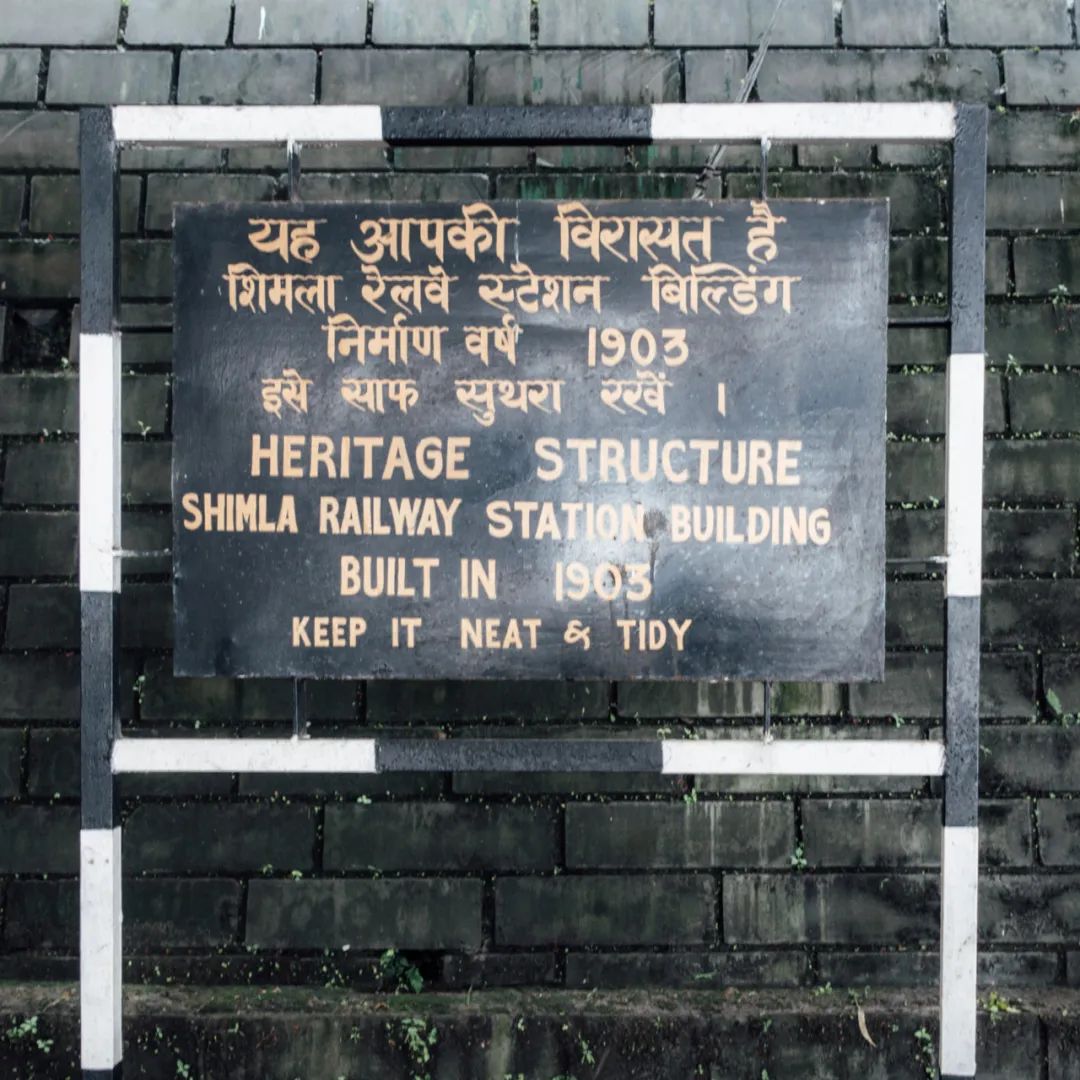 यह आपकी विरासत है
शिमला रेलवे स्टेशन बिल्डिंग
निर्माण वर्ष 1903
इसे साफ सुथरा रखें ।
HERITAGE STRUCTURE
SHIMLA RAILWAY STATION BUILDING
BUILT IN 1903
KEEP IT NEAT & TIDY